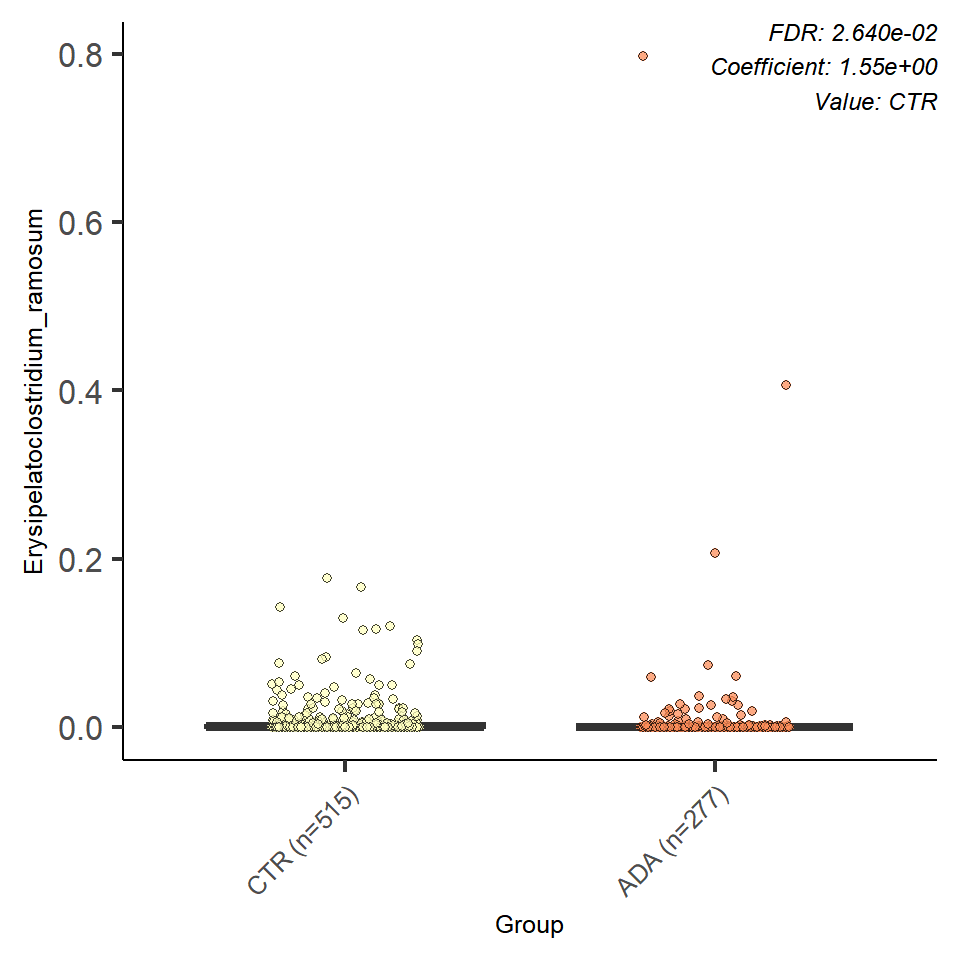 FDR: 2.640e-02
Coefficient: 1.55e+00
Value: CTR
Erysipelatoclostridium_ramosum
0.8
0.6
0.4
0.2
0.0
CTR (n=515)
ADA (n=277)
Group